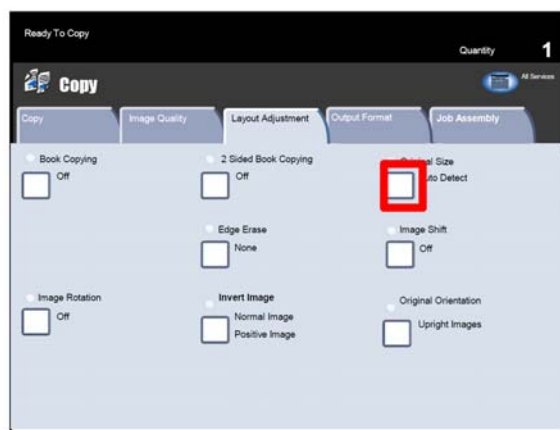 Ready To Copy
Quantity 1
Copy
All Services
Copy
Image Quality
Layout Adjustment
Output Format
Job Assembly
Book Copying
Off
2 Sided Book Copying
Off
Size
Detect
Edge Erase
None
Image Shift
Off
Image Rotation
Off
Invert Image
Normal Image
Positive Image
Original Orientation
Upright Images